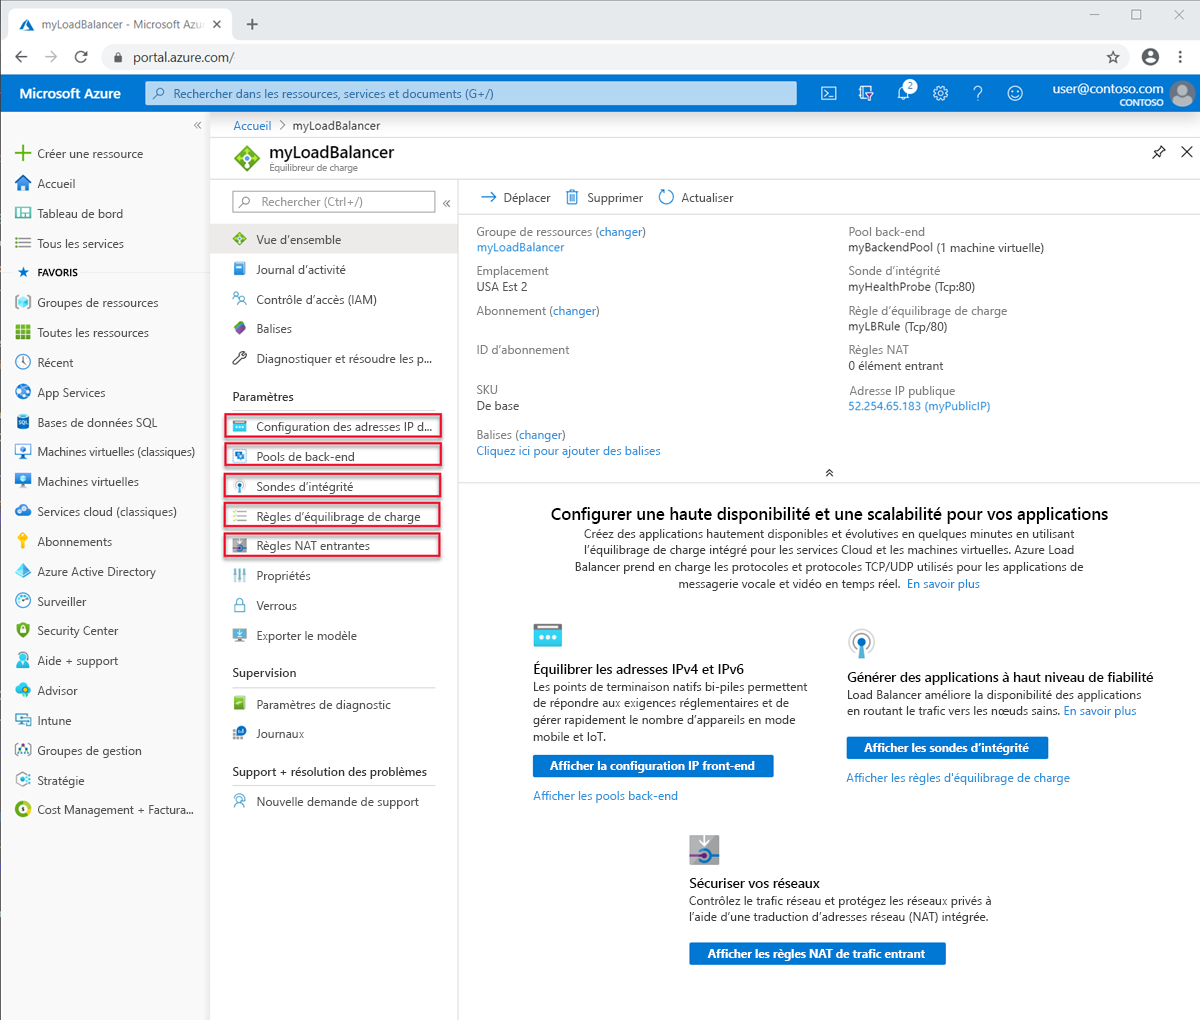 myLoadBalancer - Microsoft Azu
portal.azure.com/
Microsoft Azure
Rechercher dans les ressources, services et documents (G+/)
2
user@contoso.com
CONTOSO
Créer une ressource
Accueil
Tableau de bord
Tous les services
FAVORIS
Groupes de ressources
Toutes les ressources
Récent
App Services
Bases de données SQL
Machines virtuelles (classiques)
Machines virtuelles
Services cloud (classiques)
Abonnements
Azure Active Directory
Surveiller
Security Center
Aide + support
Advisor
Intune
Groupes de gestion
Stratégie
Cost Management + Factura...
Accueil > myLoadBalancer
myLoadBalancer
Équilibreur de charge
Rechercher (Ctrl+/)
Vue d'ensemble
Journal d'activité
Contrôle d'accès (IAM)
Balises
Diagnostiquer et résoudre les p...
Paramètres
Configuration des adresses IP d...
Pools de back-end
Sondes d'intégrité
Règles d'équilibrage de charge
Règles NAT entrantes
Propriétés
Verrous
Exporter le modèle
Supervision
Paramètres de diagnostic
Journaux
Support + résolution des problèmes
Nouvelle demande de support
Déplacer Supprimer Actualiser
Groupe de ressources (changer)
myLoadBalancer
Emplacement
USA Est 2
Abonnement (changer)
ID d'abonnement
SKU
De base
Balises (changer)
Cliquez ici pour ajouter des balises
Pool back-end
myBackendPool (1 machine virtuelle)
Sonde d'intégrité
myHealthProbe (Tcp:80)
Règle d'équilibrage de charge
myLBRule (Tcp/80)
Règles NAT
0 élément entrant
Adresse IP publique
52.254.65.183 (myPublicIP)
Configurer une haute disponibilité et une scalabilité pour vos applications
Créez des applications hautement disponibles et évolutives en quelques minutes en utilisant
l'équilibrage de charge intégré pour les services Cloud et les machines virtuelles. Azure Load
Balancer prend en charge les protocoles et protocoles TCP/UDP utilisés pour les applications de
messagerie vocale et vidéo en temps réel. En savoir plus
Équilibrer les adresses IPv4 et IPv6
Les points de terminaison natifs bi-piles permettent
de répondre aux exigences réglementaires et de
gérer rapidement le nombre d'appareils en mode
mobile et IoT.
Afficher la configuration IP front-end
Afficher les pools back-end
Générer des applications à haut niveau de fiabilité
Load Balancer améliore la disponibilité des applications
en routant le trafic vers les nœuds sains. En savoir plus
Afficher les sondes d'intégrité
Afficher les règles d'équilibrage de charge
Sécuriser vos réseaux
Contrôlez le trafic réseau et protégez les réseaux privés à
l'aide d'une traduction d'adresses réseau (NAT) intégrée.
Afficher les règles NAT de trafic entrant